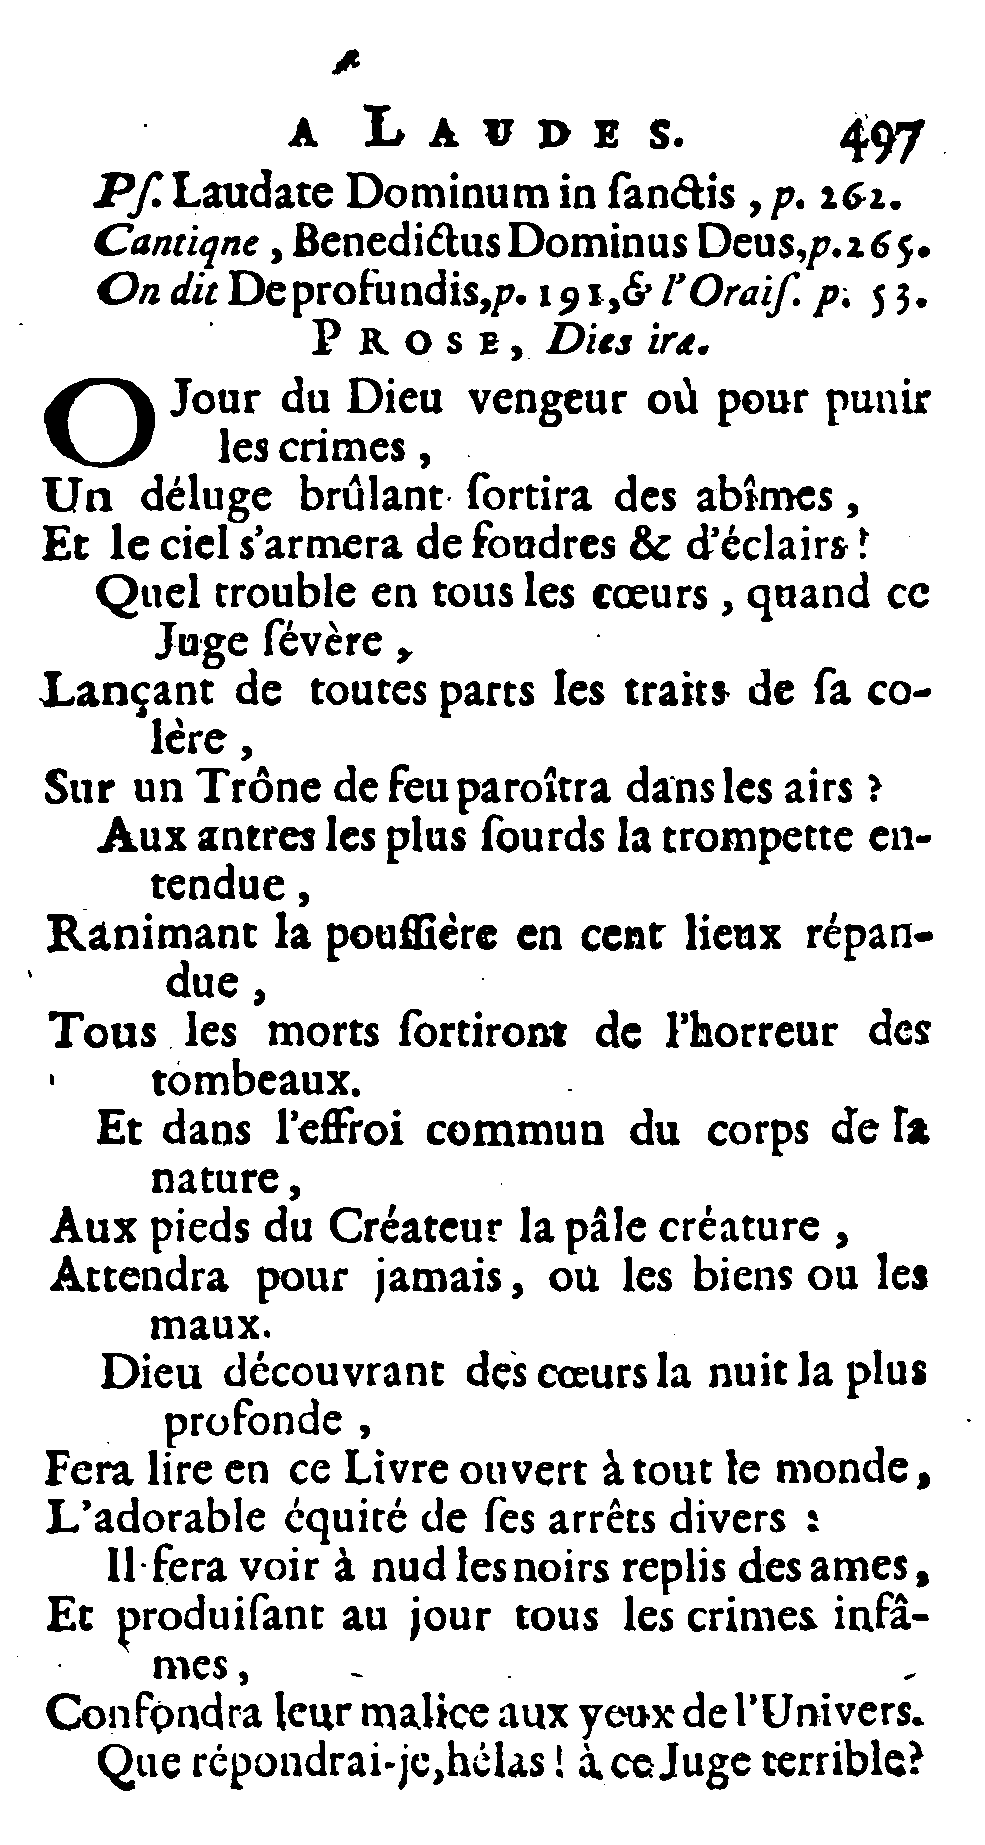 A LAUDES. 497
Pſ. Laudate Dominum in ſanctis, p. 262.
Cantique, Benedictus Dominus Deus, p. 265.
On dit De profundis, p. 191, & l'Oraiſ. p. 53.
PROSE, Dies iræ.
O Jour du Dieu vengeur où pour punir
les crimes,
Un déluge brûlant ſortira des abîmes,
Et le ciel s'armera de foudres & d'éclairs !
Quel trouble en tous les cœurs, quand ce
Juge ſévère,
Lançant de toutes parts les traits de ſa co-
lère,
Sur un Trône de feu paroîtra dans les airs ?
Aux antres les plus ſourds la trompette en-
tendue,
Ranimant la pouſſière en cent lieux répan-
due,
Tous les morts ſortiront de l'horreur des
tombeaux.
Et dans l'effroi commun du corps de la
nature,
Aux pieds du Créateur la pâle créature,
Attendra pour jamais, ou les biens ou les
maux.
Dieu découvrant des cœurs la nuit la plus
profonde,
Fera lire en ce Livre ouvert à tout le monde,
L'adorable équité de ſes arrêts divers :
Il fera voir à nud les noirs replis des ames,
Et produiſant au jour tous les crimes infâ-
mes,
Confondra leur malice aux yeux de l'Univers.
Que répondrai-je, hélas ! à ce Juge terrible?